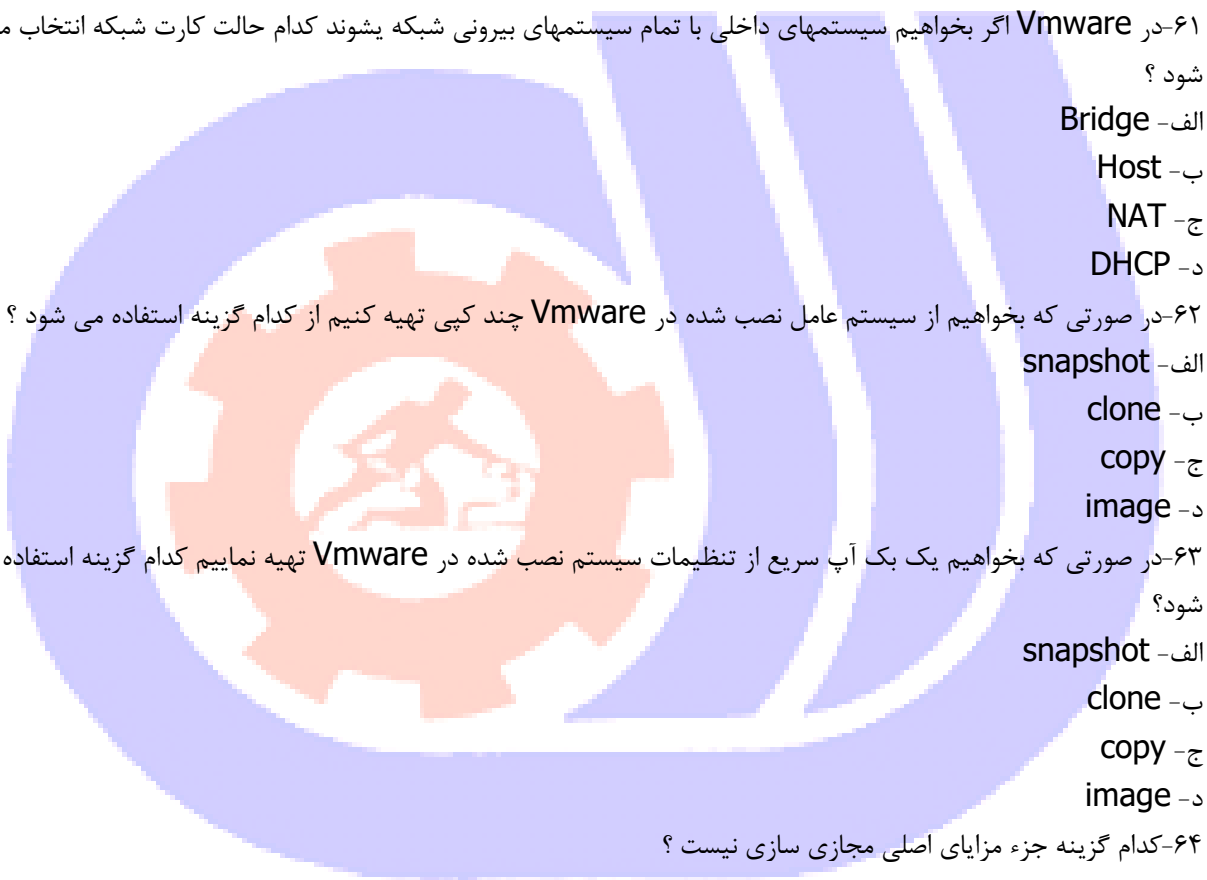 ۶۱-در Vmware اگر بخواهیم سیستمهای داخلی با تمام سیستمهای بیرونی شبکه یشوند کدام حالت کارت شبکه انتخاب م
شود ؟
الف- Bridge
ب- Host
ج- NAT
د- DHCP
۶۲-در صورتی که بخواهیم از سیستم عامل نصب شده در Vmware چند کپی تهیه کنیم از کدام گزینه استفاده می شود ؟
الف- snapshot
ب- clone
ج- copy
د- image
۶۳-در صورتی که بخواهیم یک بک آپ سریع از تنظیمات سیستم نصب شده در Vmware تهیه نماییم کدام گزینه استفاده
شود؟
الف- snapshot
ب- clone
ج- copy
د- image
۶۴-کدام گزینه جزء مزایای اصلی مجازی سازی نیست ؟